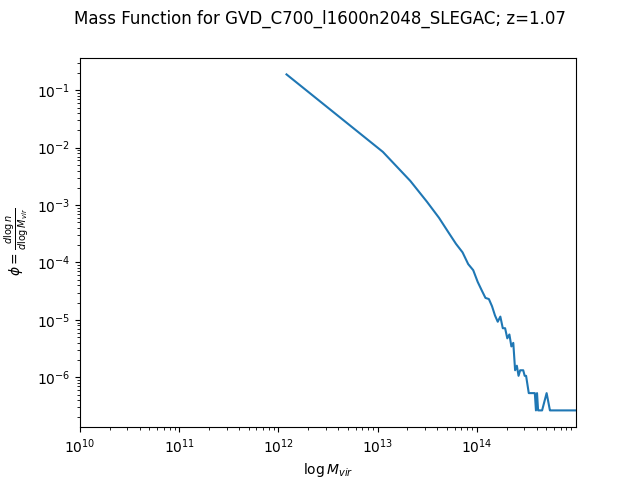 Mass Function for GVD_C700_l1600n2048_SLEGAC; z=1.07
10⁻¹
10⁻²
10⁻³
10⁻⁴
10⁻⁵
10⁻⁶
ϕ = d log n / d log M_vir
10¹⁰ 10¹¹ 10¹² 10¹³ 10¹⁴
log M_vir